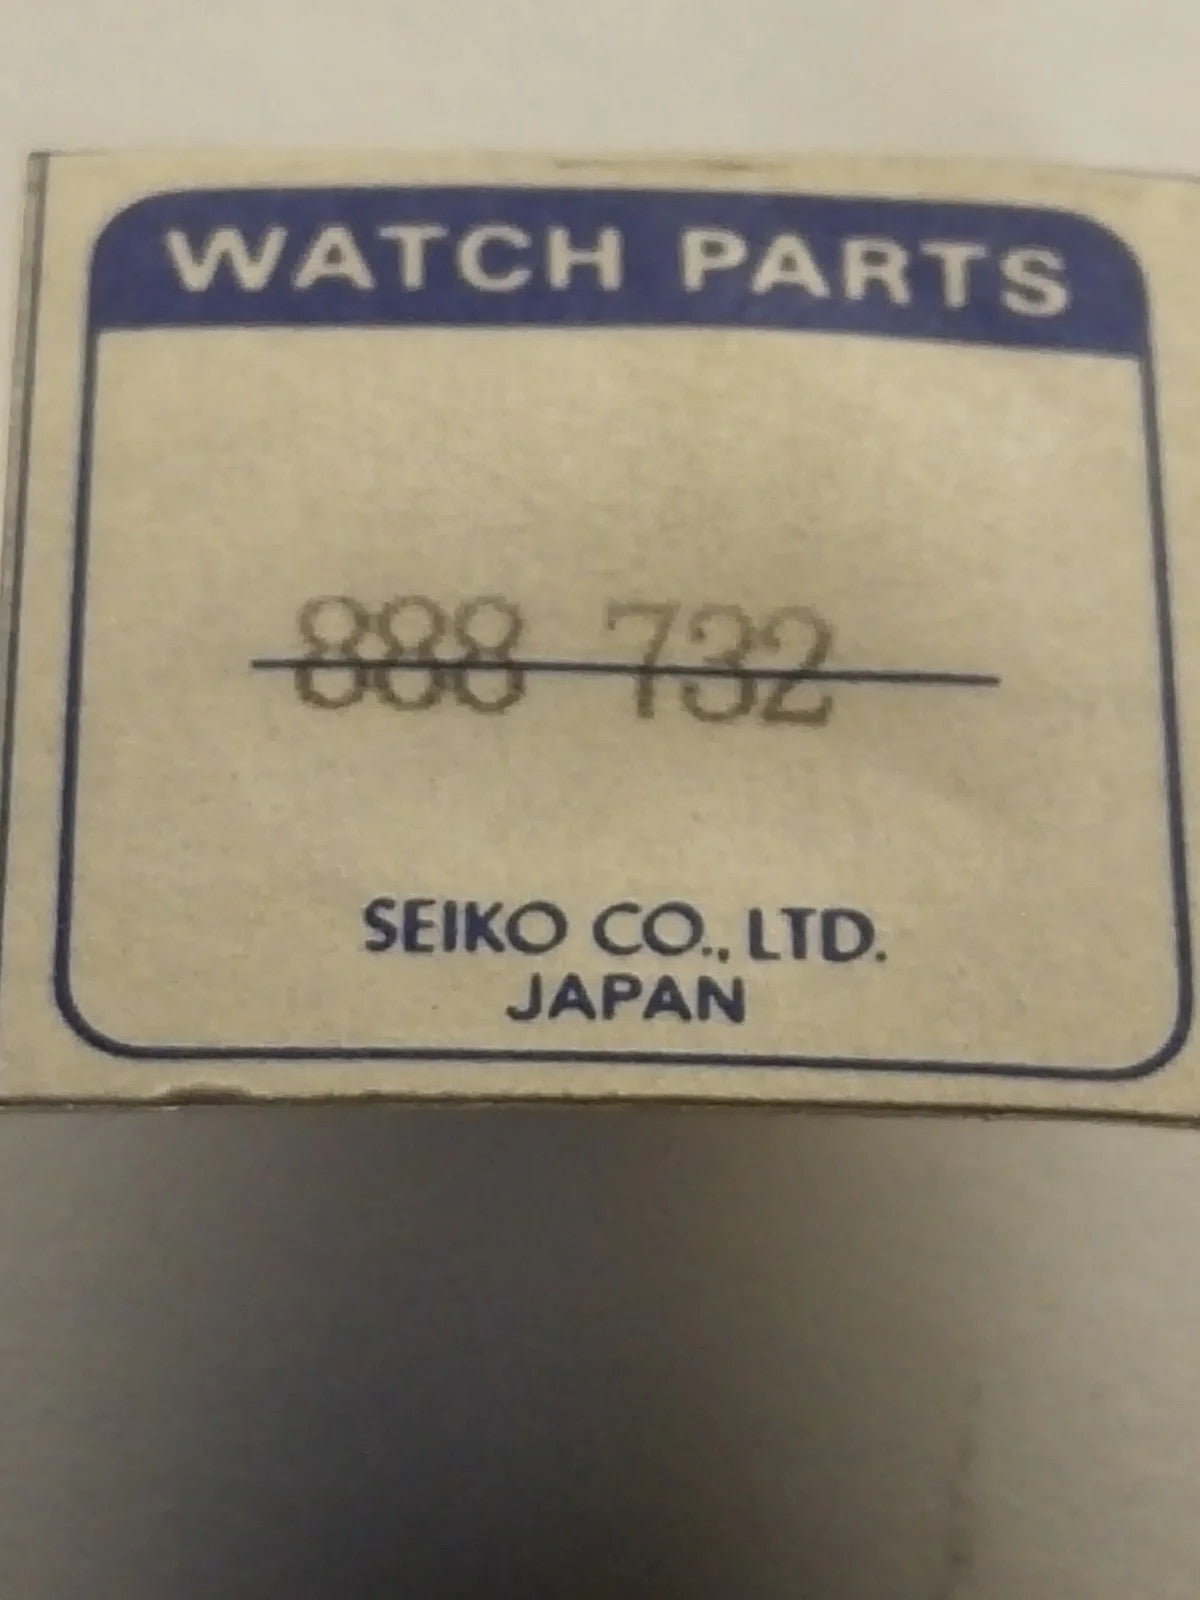 WATCH PARTS
888 732
SEIKO CO., LTD.
JAPAN